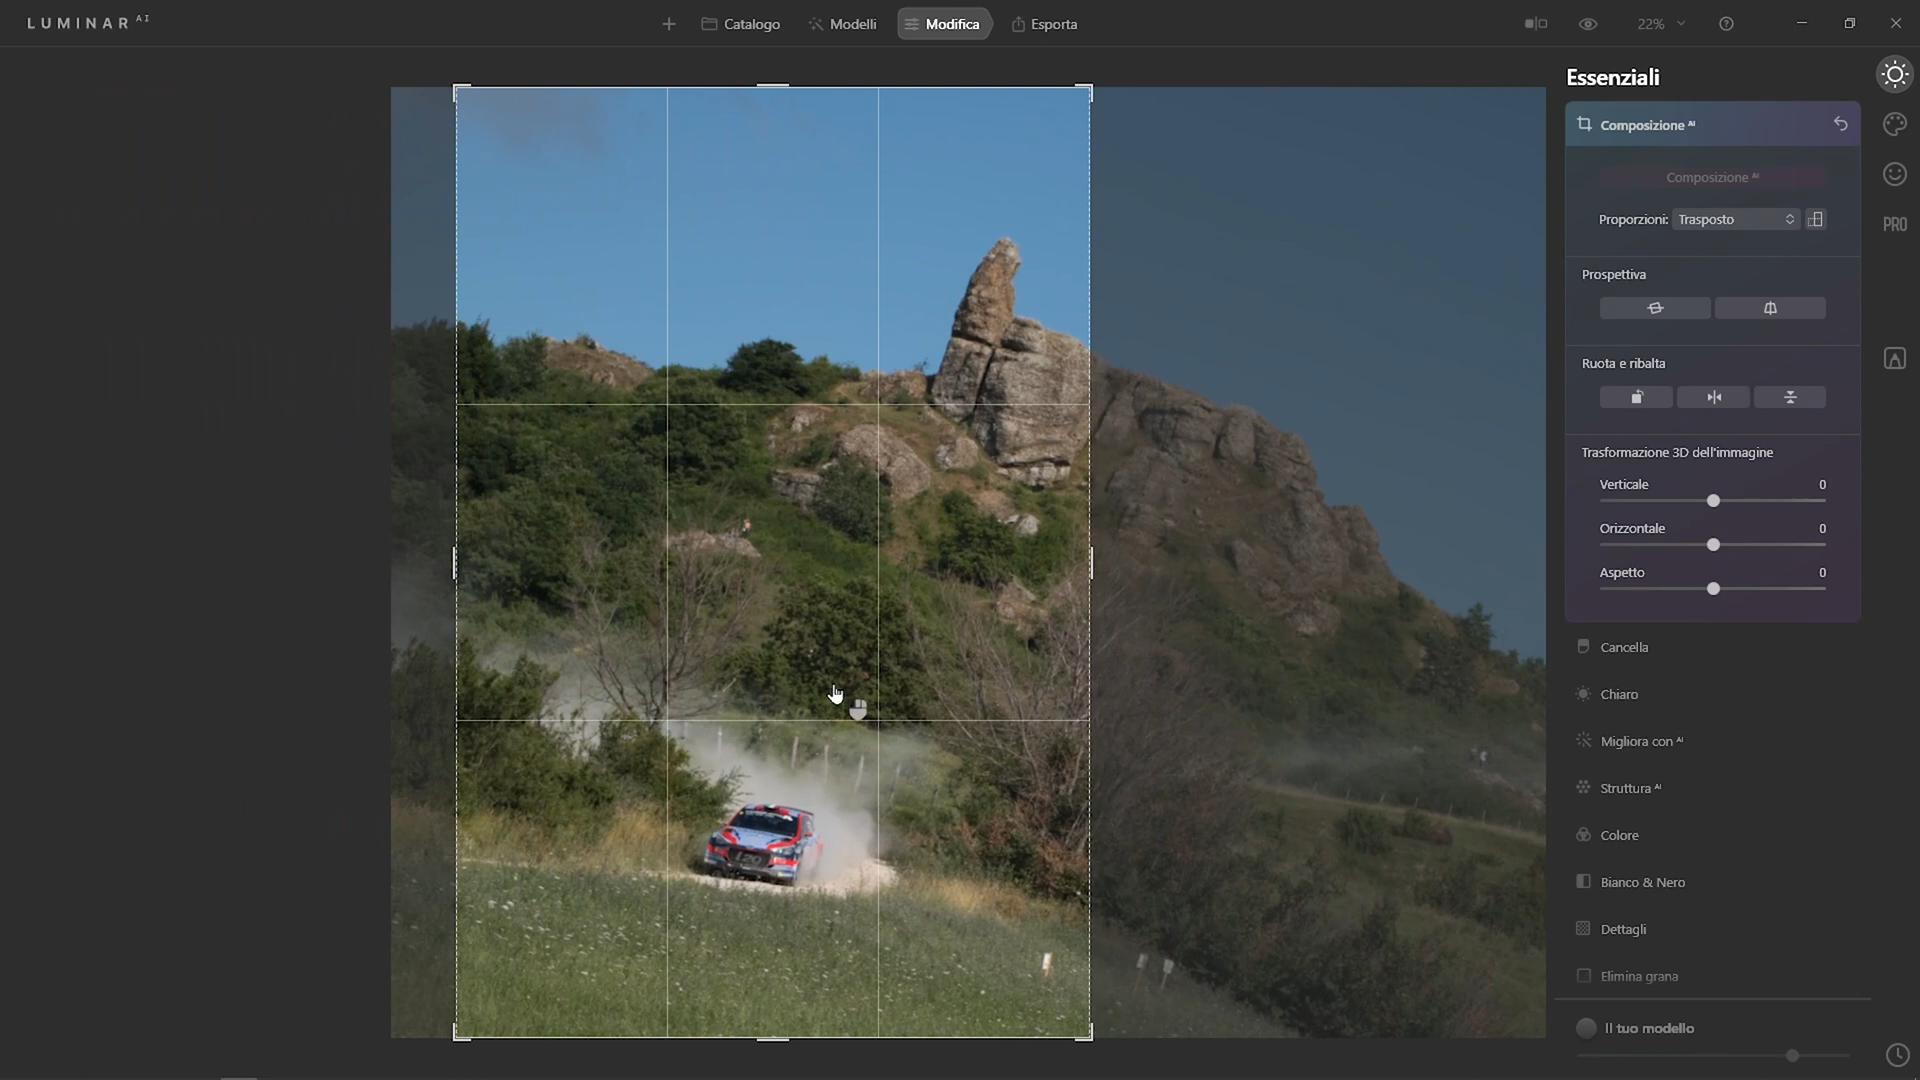 LUMINAR AI
Catalogo
Modelli
Modifica
Esporta
22%
Essenziali
Composizione AI
Composizione AI
Proporzioni: Trasposto
Prospettiva
Ruota e ribalta
Trasformazione 3D dell'immagine
Verticale 0
Orizzontale 0
Aspetto 0
Cancella
Chiaro
Migliora con AI
Struttura AI
Colore
Bianco & Nero
Dettagli
Elimina grana
Il tuo modello
PRO
i20